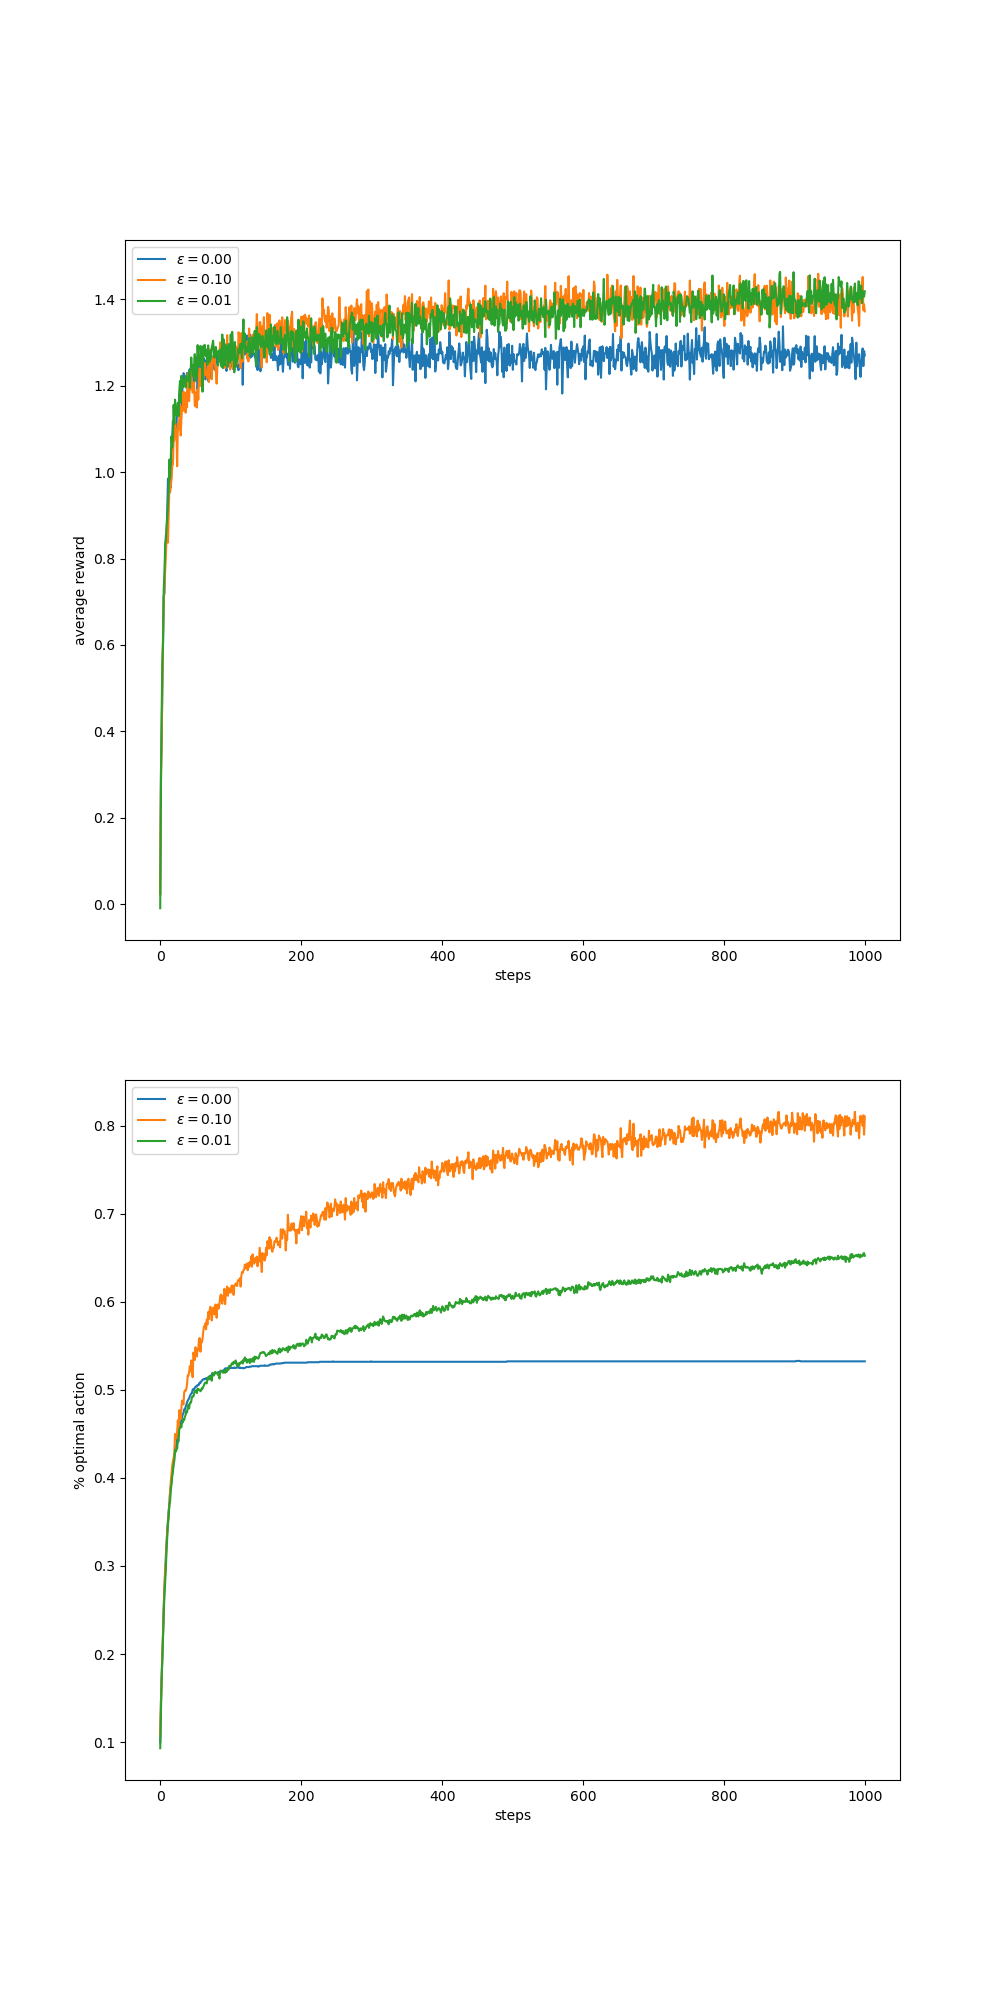 ε = 0.00
ε = 0.10
ε = 0.01
1.4
1.2
1.0
0.8
0.6
0.4
0.2
0.0
average reward
0 200 400 600 800 1000
steps
ε = 0.00
ε = 0.10
ε = 0.01
0.8
0.7
0.6
0.5
0.4
0.3
0.2
0.1
% optimal action
0 200 400 600 800 1000
steps